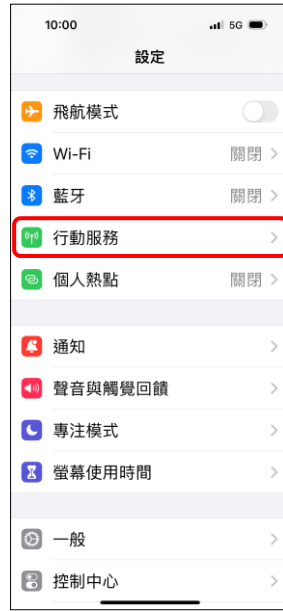 10:00 5G
設定
飛航模式
Wi-Fi 關閉
藍牙 關閉
行動服務
個人熱點 關閉
通知
聲音與觸覺回饋
專注模式
螢幕使用時間
一般
控制中心